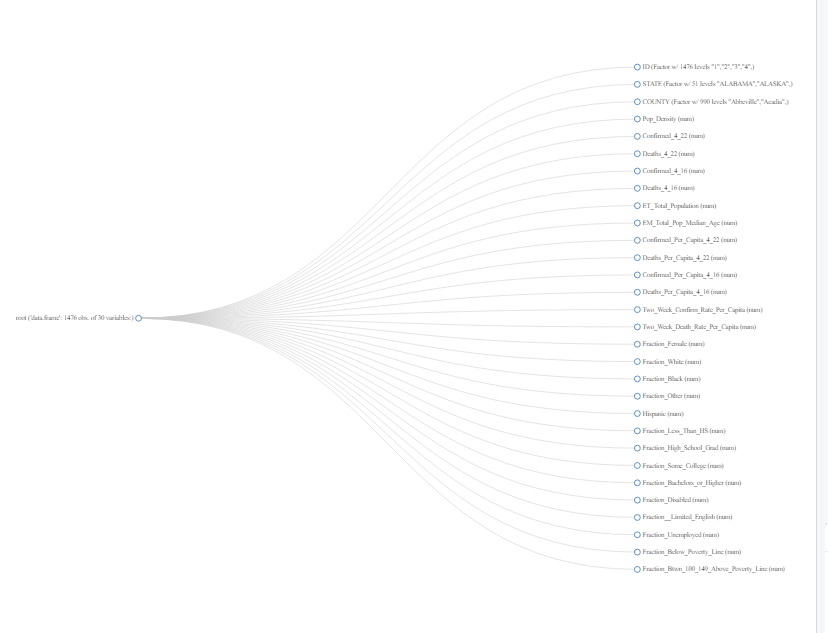 root ('data.frame': 1476 obs. of 30 variables:)
ID (Factor w/ 1476 levels "1","2","3","4",)
STATE (Factor w/ 51 levels "ALABAMA","ALASKA",)
COUNTY (Factor w/ 990 levels "Abbeville","Acadia",)
Pop_Density (num)
Confirmed_4_22 (num)
Deaths_4_22 (num)
Confirmed_4_16 (num)
Deaths_4_16 (num)
ET_Total_Population (num)
EM_Total_Pop_Median_Age (num)
Confirmed_Per_Capita_4_22 (num)
Deaths_Per_Capita_4_22 (num)
Confirmed_Per_Capita_4_16 (num)
Deaths_Per_Capita_4_16 (num)
Two_Week_Confirm_Rate_Per_Capita (num)
Two_Week_Death_Rate_Per_Capita (num)
Fraction_Female (num)
Fraction_White (num)
Fraction_Black (num)
Fraction_Other (num)
Hispanic (num)
Fraction_Less_Than_HS (num)
Fraction_High_School_Grad (num)
Fraction_Some_College (num)
Fraction_Bachelors_or_Higher (num)
Fraction_Disabled (num)
Fraction__Limited_English (num)
Fraction_Unemployed (num)
Fraction_Below_Poverty_Line (num)
Fraction_Btwn_100_149_Above_Poverty_Line (num)